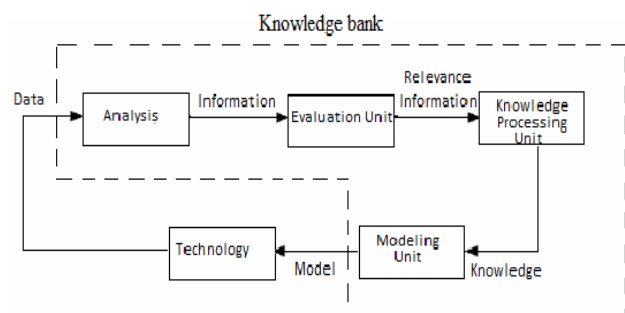 Knowledge bank
Data
Analysis
Information
Evaluation Unit
Relevance
Information
Knowledge
Processing
Unit
Technology
Model
Modeling
Unit
Knowledge